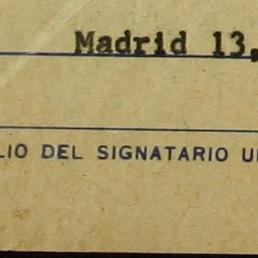 Madrid 13,
LIO DEL SIGNATARIO U